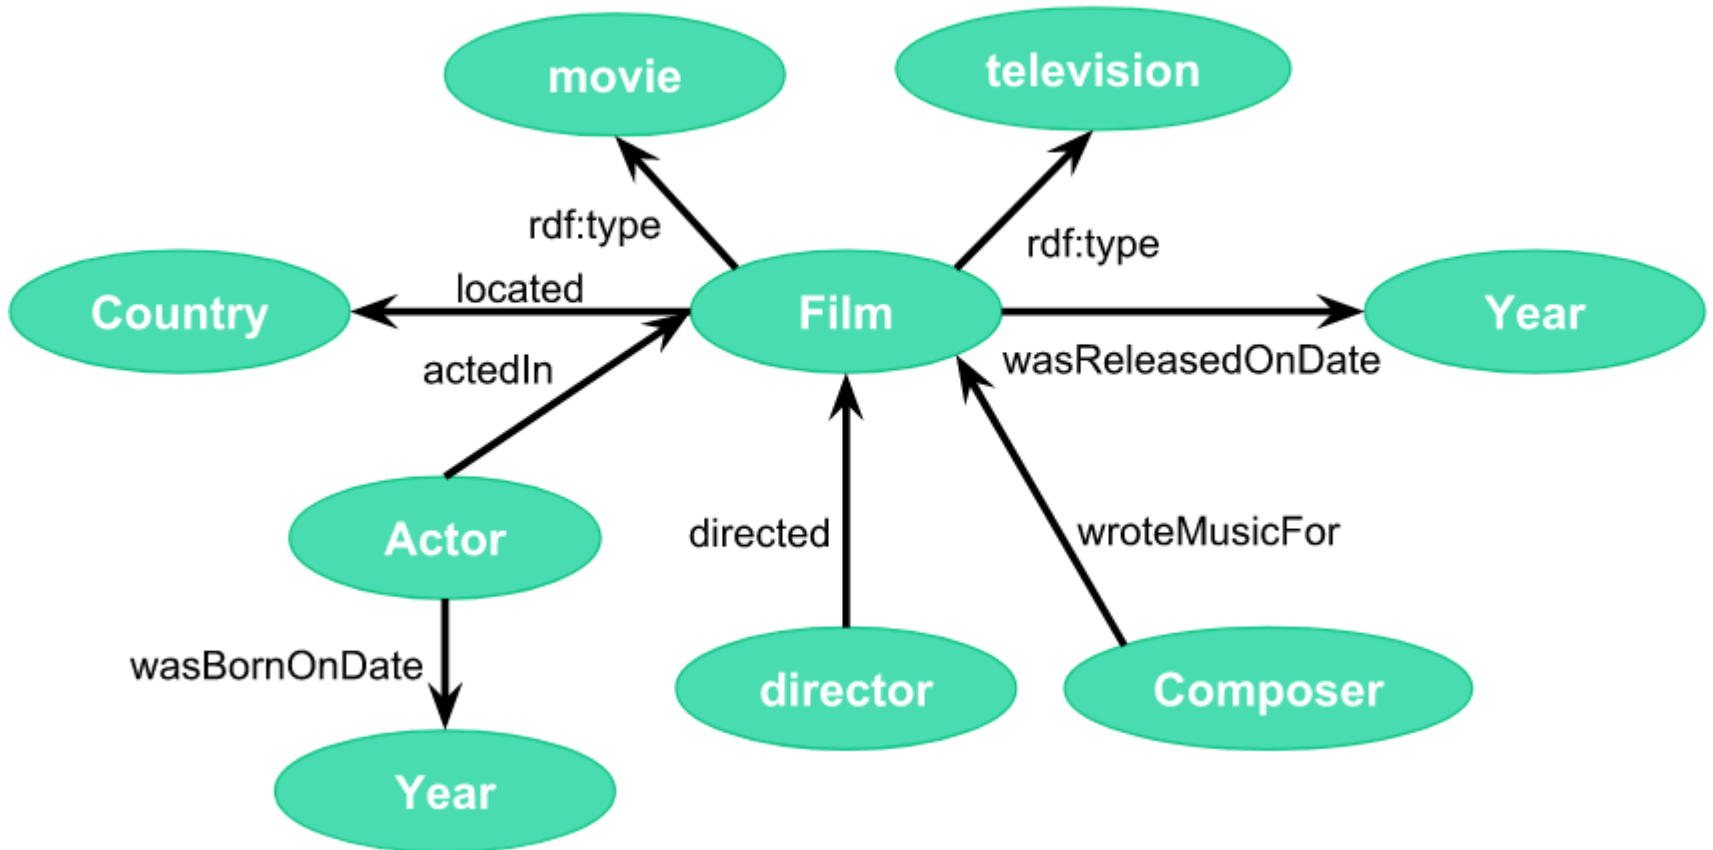 movie
television
rdf:type
rdf:type
Country
located
Film
Year
wasReleasedOnDate
actedIn
Actor
directed
wroteMusicFor
wasBornOnDate
director
Composer
Year